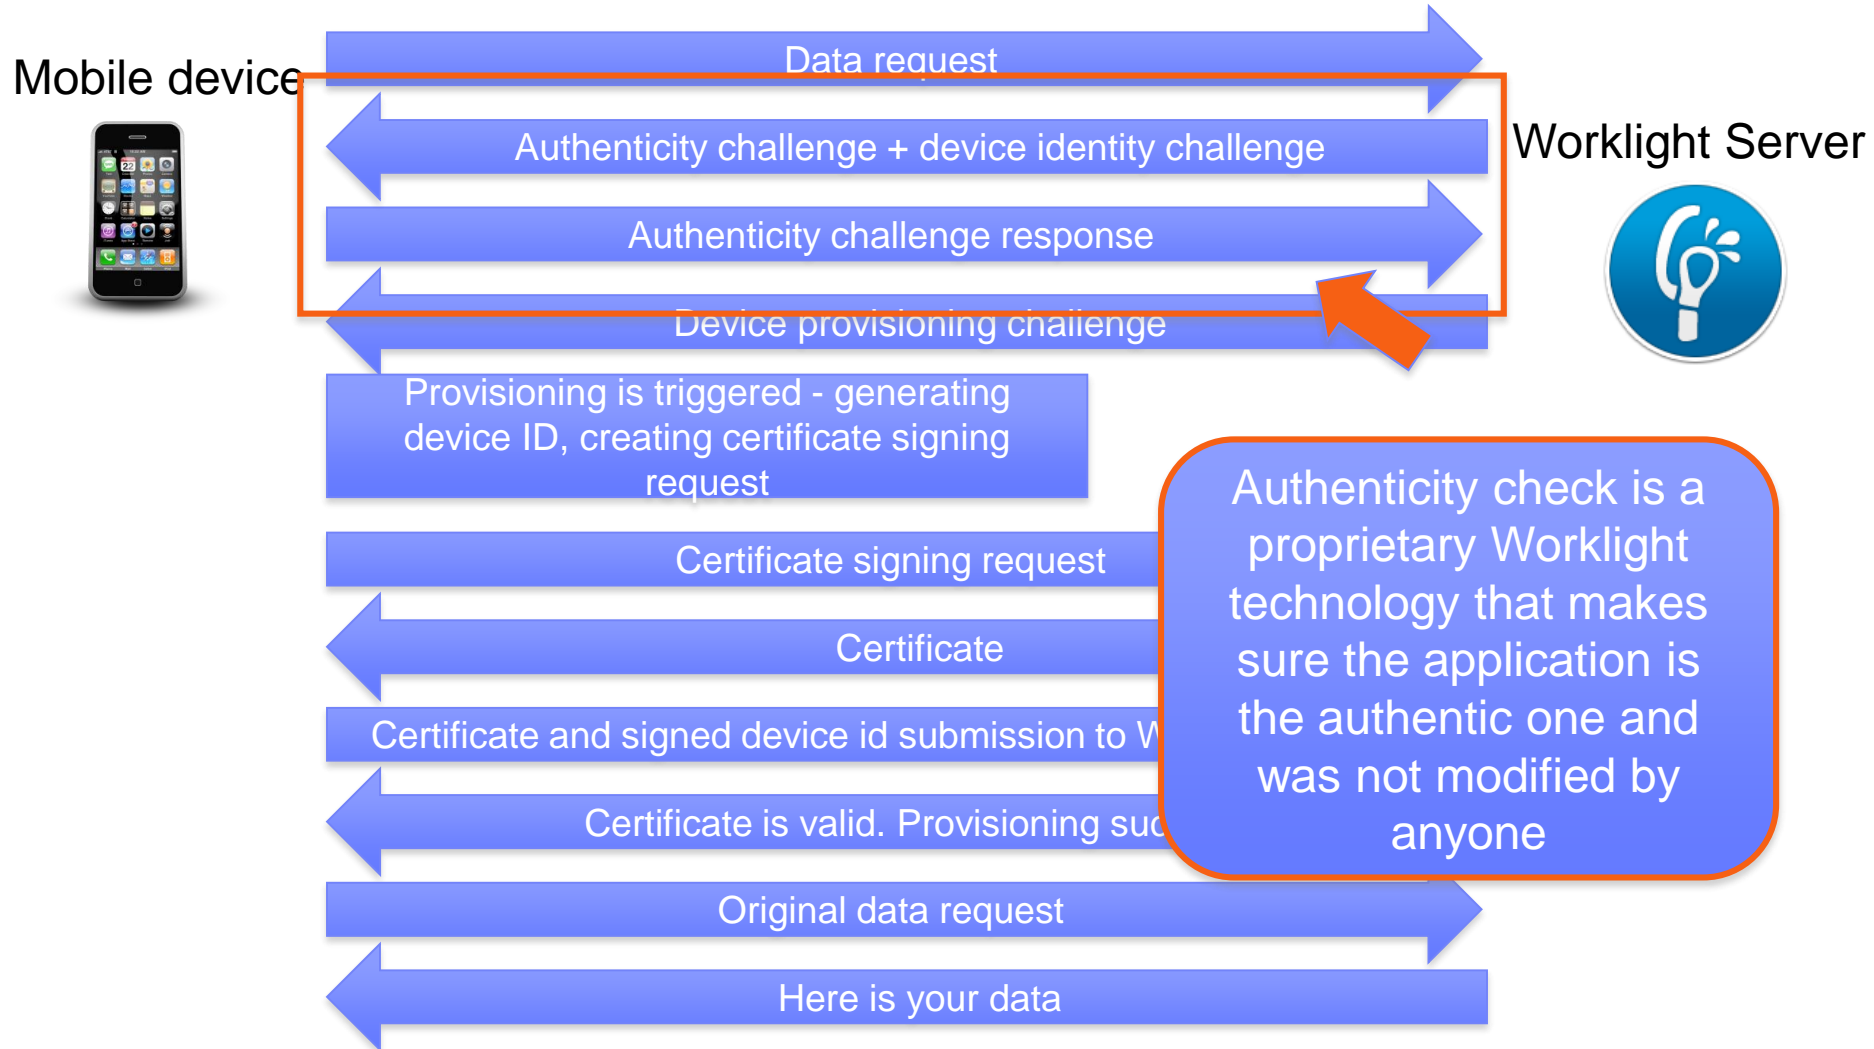 Data request
Mobile device
Authenticity challenge + device identity challenge
Worklight Server
Authenticity challenge response
Device provisioning challenge
Provisioning is triggered - generating
device ID, creating certificate signing
request
Certificate signing request
Certificate
Certificate and signed device id submission to
Certificate is valid. Provisioning
Authenticity check is a
proprietary Worklight
technology that makes
sure the application is
the authentic one and
was not modified by
anyone
Original data request
Here is your data